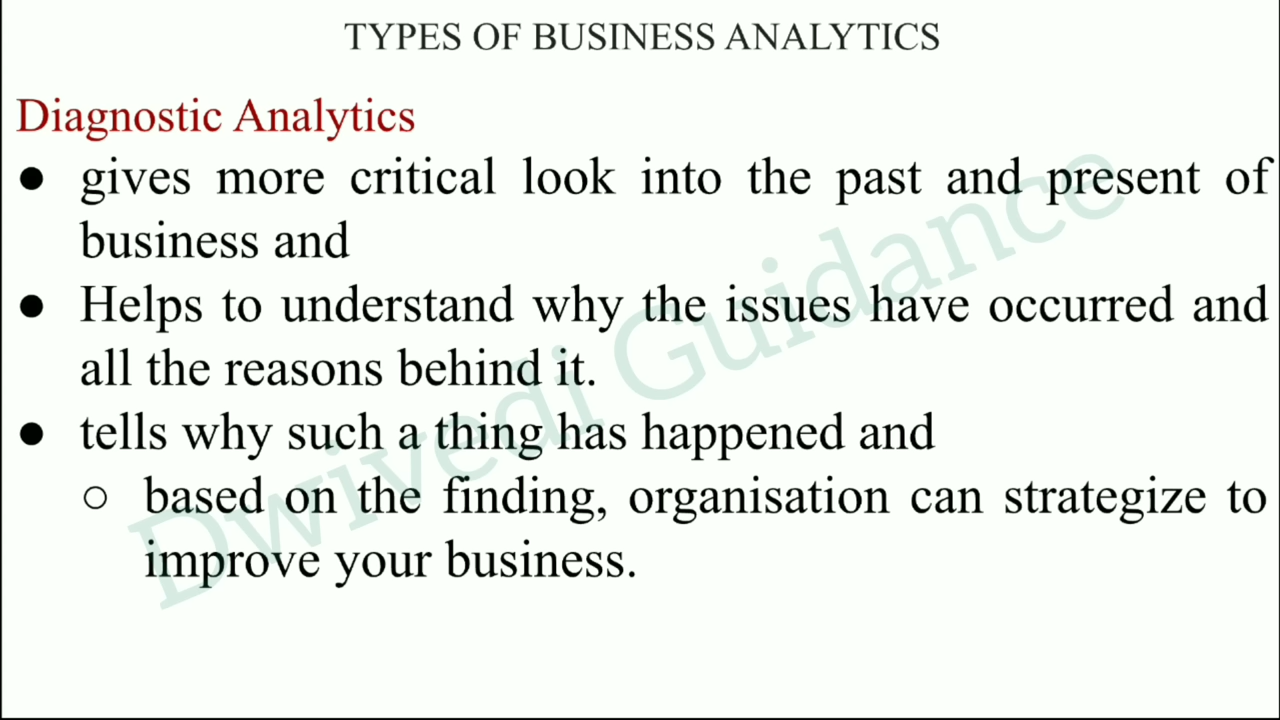 TYPES OF BUSINESS ANALYTICS
Diagnostic Analytics
● gives more critical look into the past and present of
business and
● Helps to understand why the issues have occurred and
all the reasons behind it.
● tells why such a thing has happened and
○ based on the finding, organisation can strategize to
improve your business.
Dwivedi Guidance